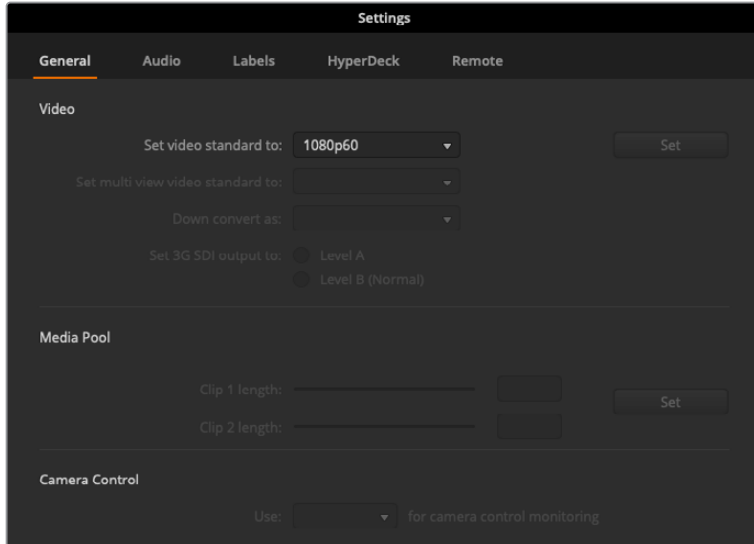 Settings
General Audio Labels HyperDeck Remote
Video
Set video standard to: 1080p60 Set
Set multi view video standard to:
Down convert as:
Set 3G SDI output to: Level A
Level B (Normal)
Media Pool
Clip 1 length:
Set
Clip 2 length:
Camera Control
Use: for camera control monitoring